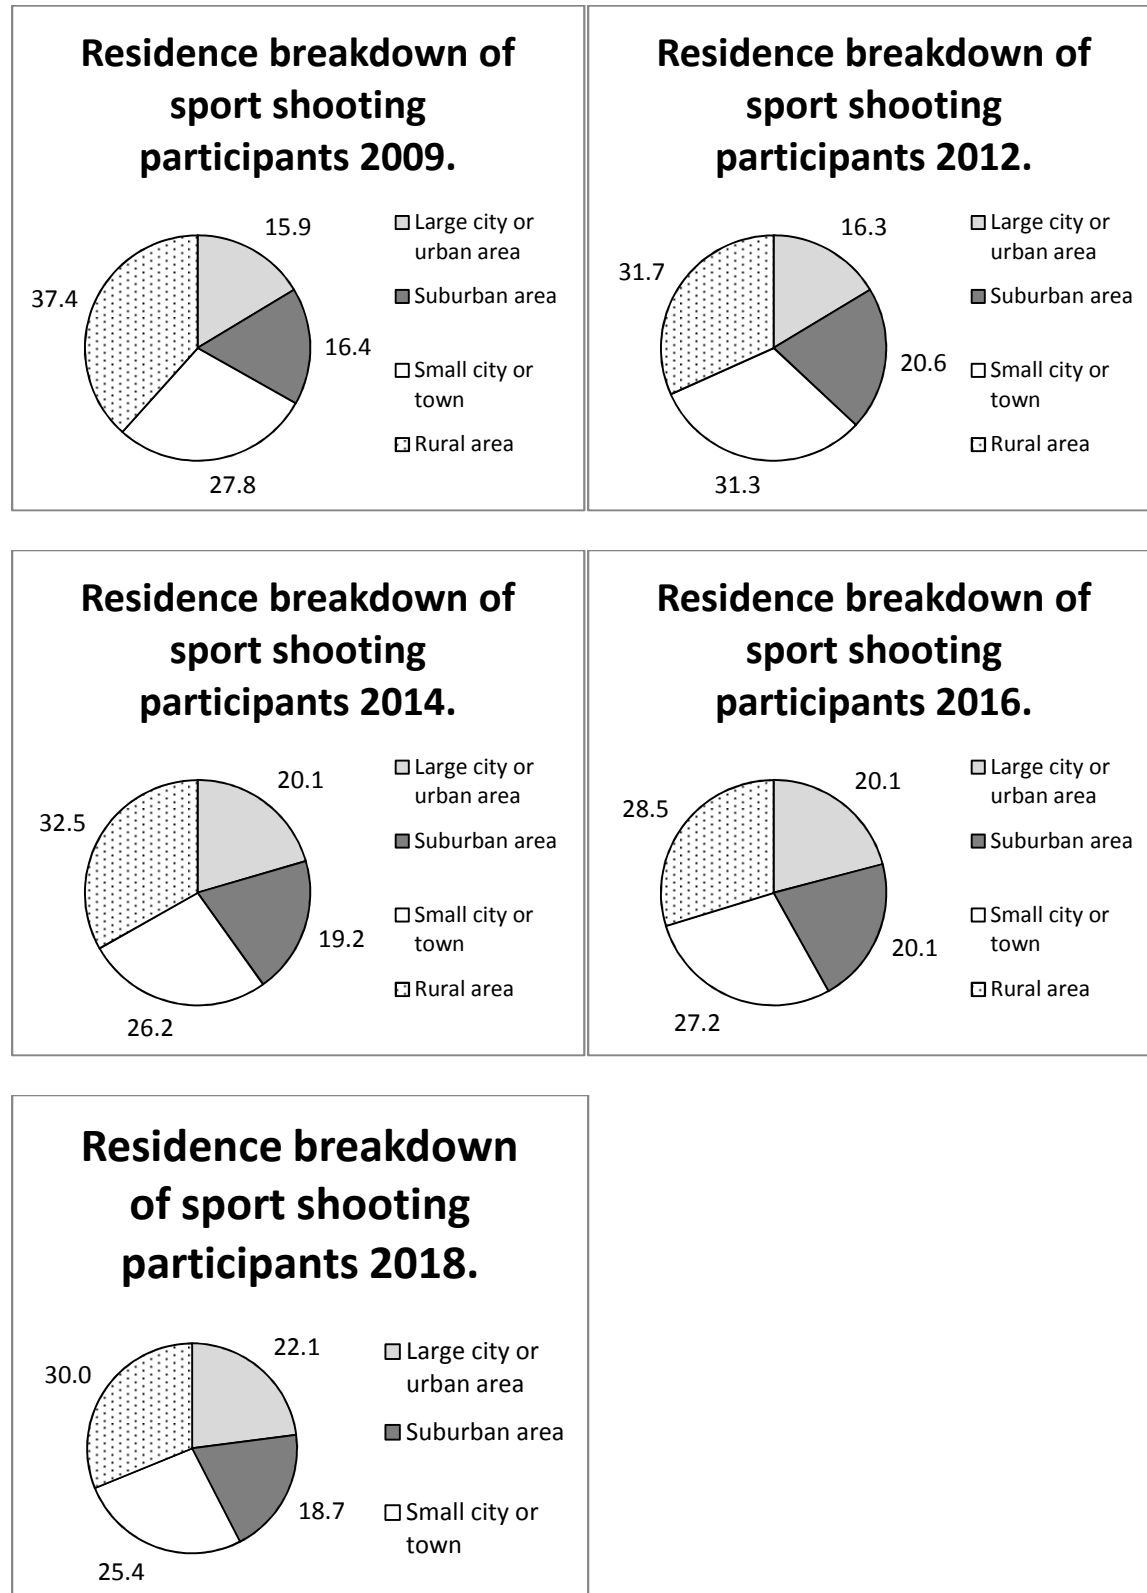 Residence breakdown of
sport shooting
participants 2009.
15.9
16.4
27.8
37.4
Large city or
urban area
Suburban area
Small city or
town
Rural area
Residence breakdown of
sport shooting
participants 2012.
16.3
20.6
31.3
31.7
Large city or
urban area
Suburban area
Small city or
town
Rural area
Residence breakdown of
sport shooting
participants 2014.
20.1
19.2
26.2
32.5
Large city or
urban area
Suburban area
Small city or
town
Rural area
Residence breakdown of
sport shooting
participants 2016.
20.1
20.1
27.2
28.5
Large city or
urban area
Suburban area
Small city or
town
Rural area
Residence breakdown
of sport shooting
participants 2018.
22.1
18.7
25.4
30.0
Large city or
urban area
Suburban area
Small city or
town